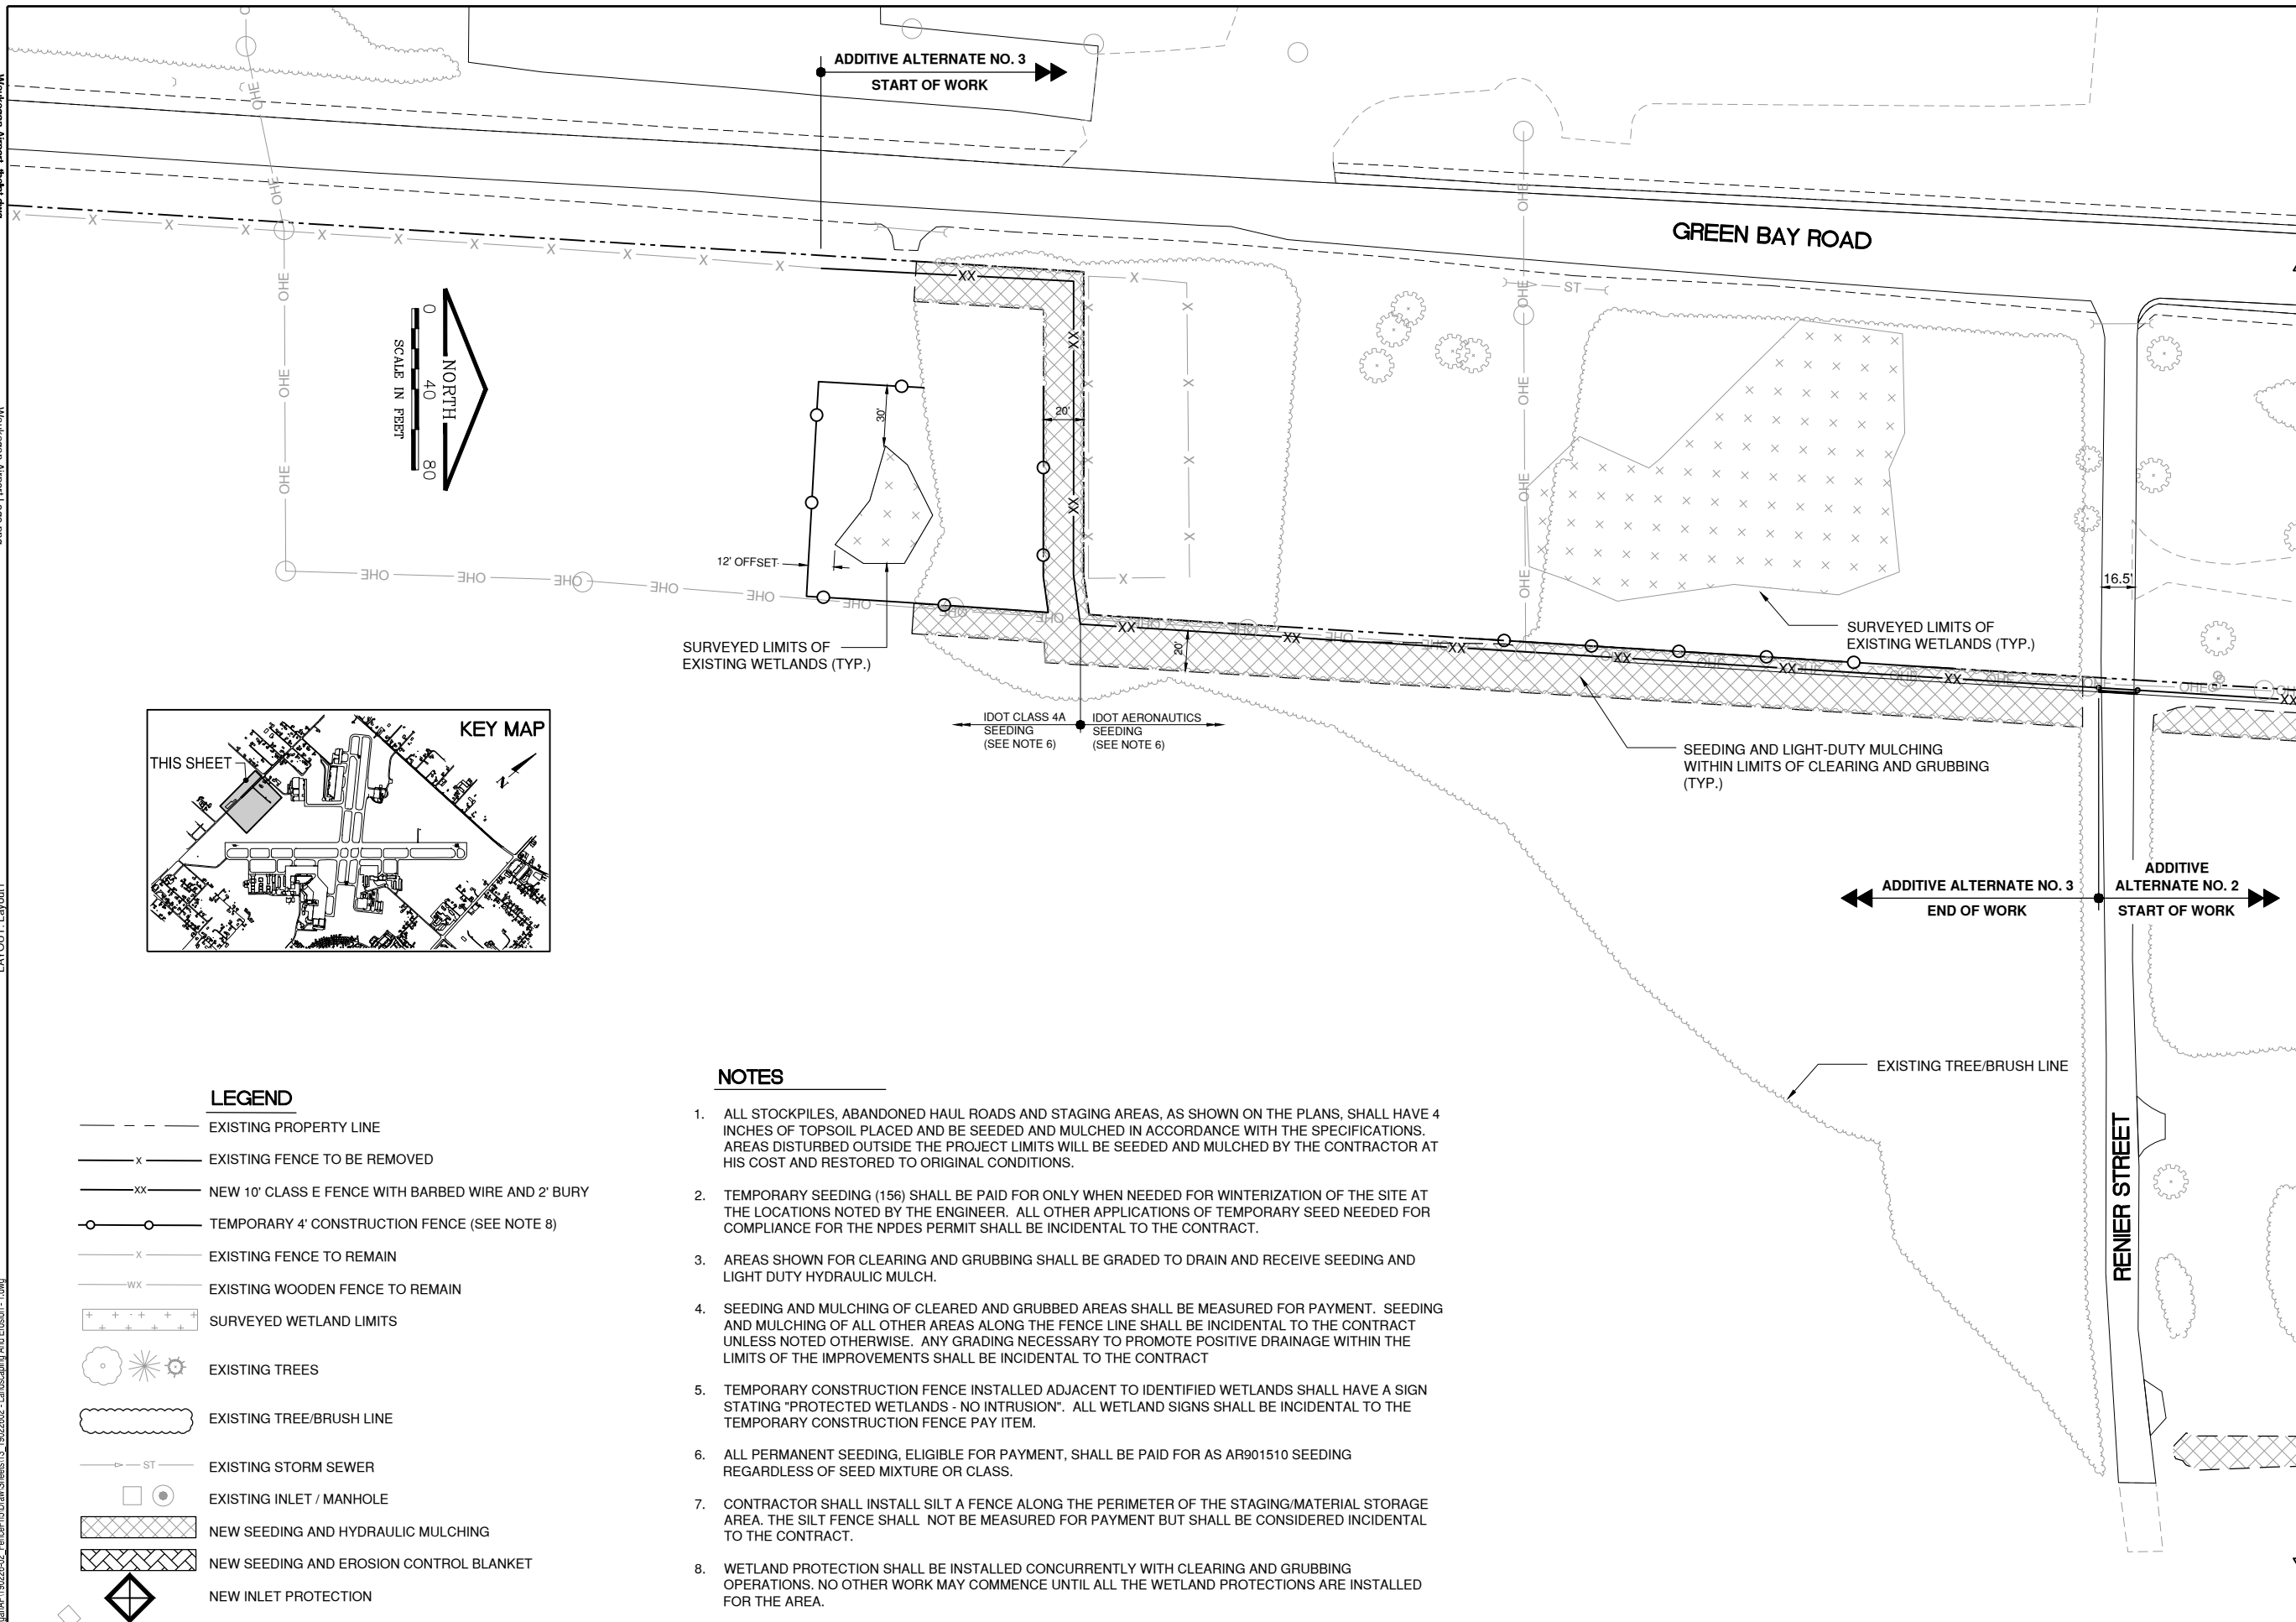 ADDITIVE ALTERNATE NO. 3
START OF WORK
GREEN BAY ROAD
ST
0
40
80
NORTH
SCALE IN FEET
30'
20'
12' OFFSET
20'
16.5'
SURVEYED LIMITS OF
EXISTING WETLANDS (TYP.)
SURVEYED LIMITS OF
EXISTING WETLANDS (TYP.)
IDOT CLASS 4A
SEEDING
(SEE NOTE 6)
IDOT AERONAUTICS
SEEDING
(SEE NOTE 6)
SEEDING AND LIGHT-DUTY MULCHING
WITHIN LIMITS OF CLEARING AND GRUBBING
(TYP.)
KEY MAP
THIS SHEET
N
ADDITIVE ALTERNATE NO. 3
END OF WORK
ADDITIVE
ALTERNATE NO. 2
START OF WORK
EXISTING TREE/BRUSH LINE
RENIER STREET
LEGEND
EXISTING PROPERTY LINE
X EXISTING FENCE TO BE REMOVED
XX NEW 10' CLASS E FENCE WITH BARBED WIRE AND 2' BURY
TEMPORARY 4' CONSTRUCTION FENCE (SEE NOTE 8)
X EXISTING FENCE TO REMAIN
WX EXISTING WOODEN FENCE TO REMAIN
SURVEYED WETLAND LIMITS
EXISTING TREES
EXISTING TREE/BRUSH LINE
ST EXISTING STORM SEWER
EXISTING INLET / MANHOLE
NEW SEEDING AND HYDRAULIC MULCHING
NEW SEEDING AND EROSION CONTROL BLANKET
NEW INLET PROTECTION
NOTES
1. ALL STOCKPILES, ABANDONED HAUL ROADS AND STAGING AREAS, AS SHOWN ON THE PLANS, SHALL HAVE 4
INCHES OF TOPSOIL PLACED AND BE SEEDED AND MULCHED IN ACCORDANCE WITH THE SPECIFICATIONS.
AREAS DISTURBED OUTSIDE THE PROJECT LIMITS WILL BE SEEDED AND MULCHED BY THE CONTRACTOR AT
HIS COST AND RESTORED TO ORIGINAL CONDITIONS.
2. TEMPORARY SEEDING (156) SHALL BE PAID FOR ONLY WHEN NEEDED FOR WINTERIZATION OF THE SITE AT
THE LOCATIONS NOTED BY THE ENGINEER. ALL OTHER APPLICATIONS OF TEMPORARY SEED NEEDED FOR
COMPLIANCE FOR THE NPDES PERMIT SHALL BE INCIDENTAL TO THE CONTRACT.
3. AREAS SHOWN FOR CLEARING AND GRUBBING SHALL BE GRADED TO DRAIN AND RECEIVE SEEDING AND
LIGHT DUTY HYDRAULIC MULCH.
4. SEEDING AND MULCHING OF CLEARED AND GRUBBED AREAS SHALL BE MEASURED FOR PAYMENT. SEEDING
AND MULCHING OF ALL OTHER AREAS ALONG THE FENCE LINE SHALL BE INCIDENTAL TO THE CONTRACT
UNLESS NOTED OTHERWISE. ANY GRADING NECESSARY TO PROMOTE POSITIVE DRAINAGE WITHIN THE
LIMITS OF THE IMPROVEMENTS SHALL BE INCIDENTAL TO THE CONTRACT
5. TEMPORARY CONSTRUCTION FENCE INSTALLED ADJACENT TO IDENTIFIED WETLANDS SHALL HAVE A SIGN
STATING "PROTECTED WETLANDS - NO INTRUSION". ALL WETLAND SIGNS SHALL BE INCIDENTAL TO THE
TEMPORARY CONSTRUCTION FENCE PAY ITEM.
6. ALL PERMANENT SEEDING, ELIGIBLE FOR PAYMENT, SHALL BE PAID FOR AS AR901510 SEEDING
REGARDLESS OF SEED MIXTURE OR CLASS.
7. CONTRACTOR SHALL INSTALL SILT A FENCE ALONG THE PERIMETER OF THE STAGING/MATERIAL STORAGE
AREA. THE SILT FENCE SHALL NOT BE MEASURED FOR PAYMENT BUT SHALL BE CONSIDERED INCIDENTAL
TO THE CONTRACT.
8. WETLAND PROTECTION SHALL BE INSTALLED CONCURRENTLY WITH CLEARING AND GRUBBING
OPERATIONS. NO OTHER WORK MAY COMMENCE UNTIL ALL THE WETLAND PROTECTIONS ARE INSTALLED
FOR THE AREA.